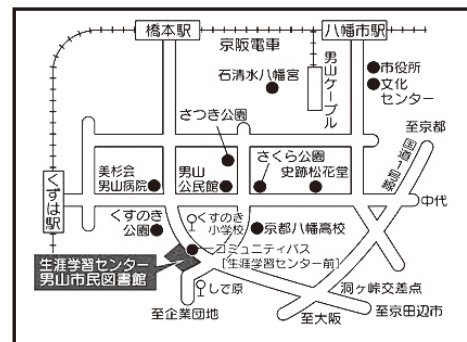 橋本駅
八幡市駅
京阪電車
石清水八幡宮
男山ケーブル
市役所
文化
センター
さつき公園
至京都
国道1号線
美杉会
男山病院
男山
公民館
さくら公園
史跡松花堂
くずは駅
中代
くすのき
公園
くすのき
小学校
京都八幡高校
コミュニティバス
[生涯学習センター前]
生涯学習センター
男山市民図書館
しで原
洞ヶ峠交差点
至企業団地
至大阪
至京田辺市